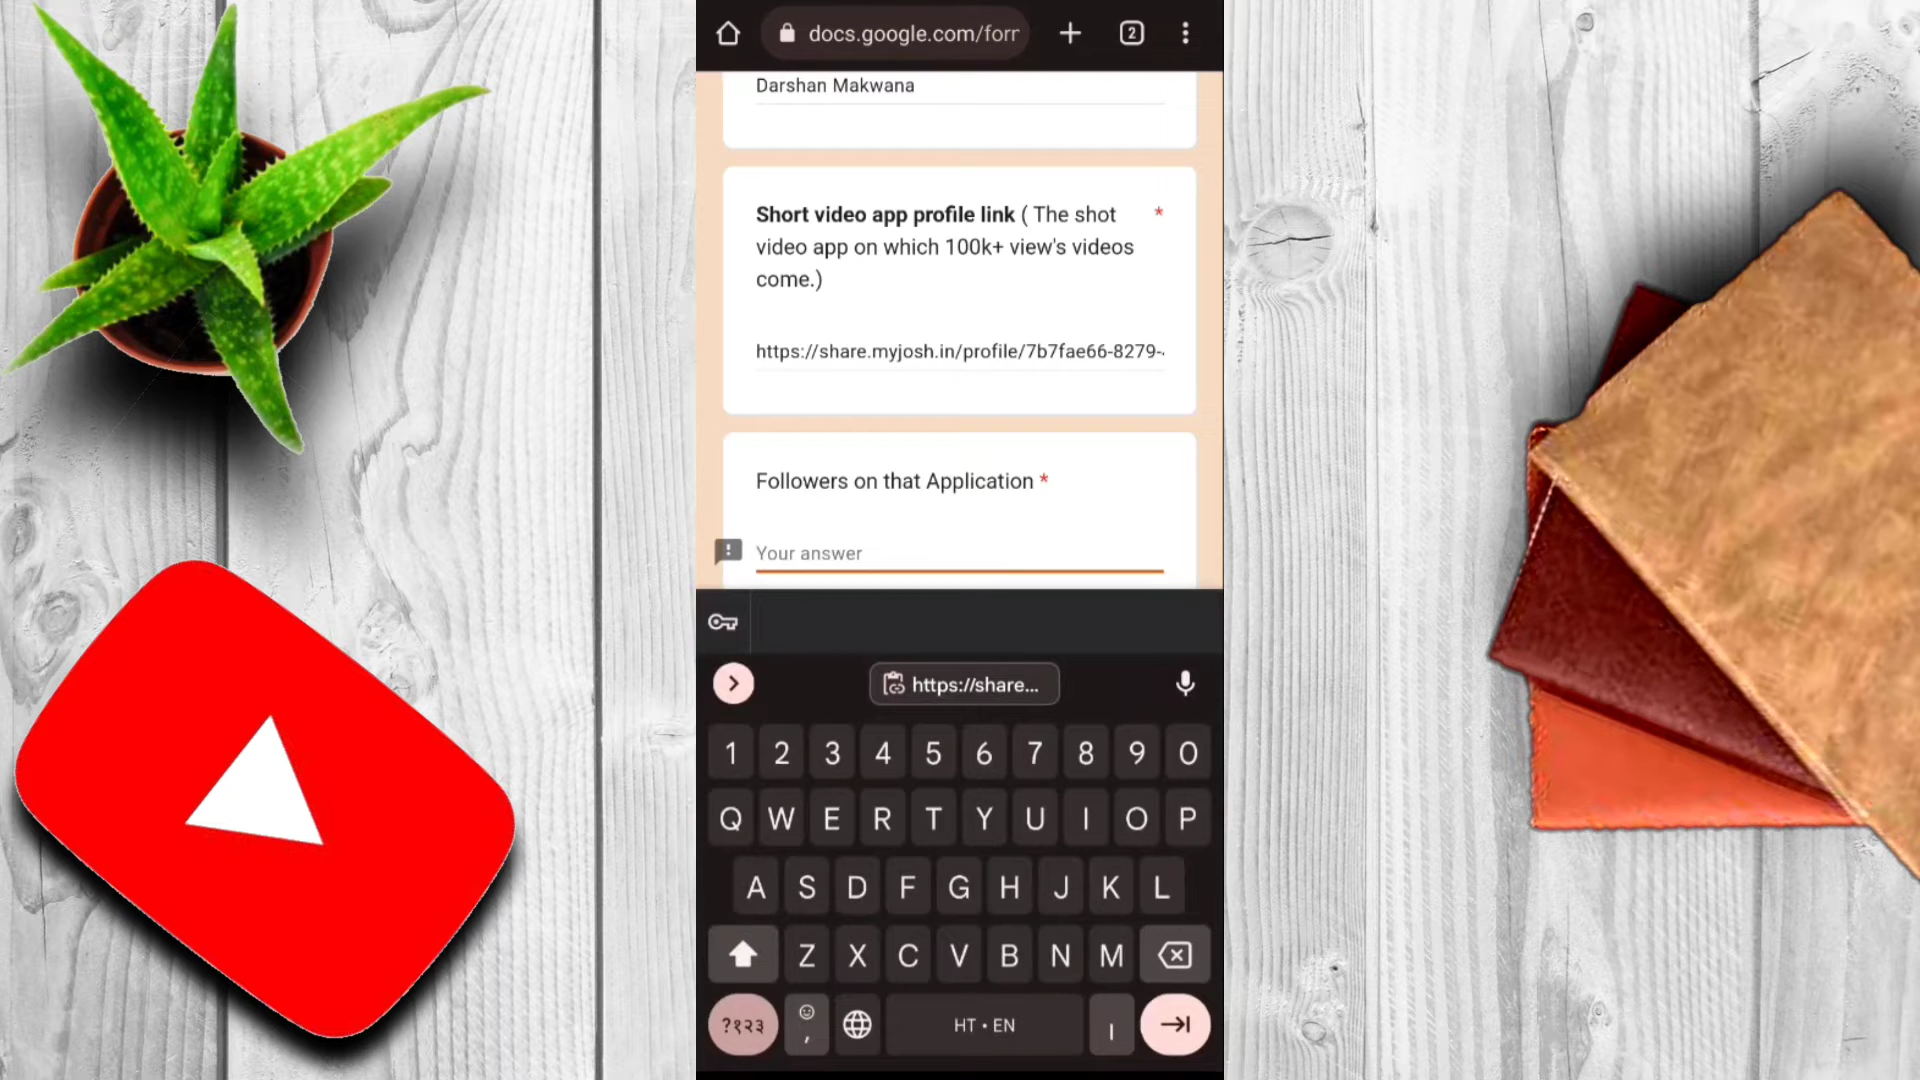 docs.google.com/forr
2
Darshan Makwana
Short video app profile link ( The shot *
video app on which 100k+ view's videos
come.)
https://share.myjosh.in/profile/7b7fae66-8279-
Followers on that Application *
Your answer
https://share...
1 2 3 4 5 6 7 8 9 0
Q W E R T Y U I O P
A S D F G H J K L
Z X C V B N M
?१२३ , HT • EN ।